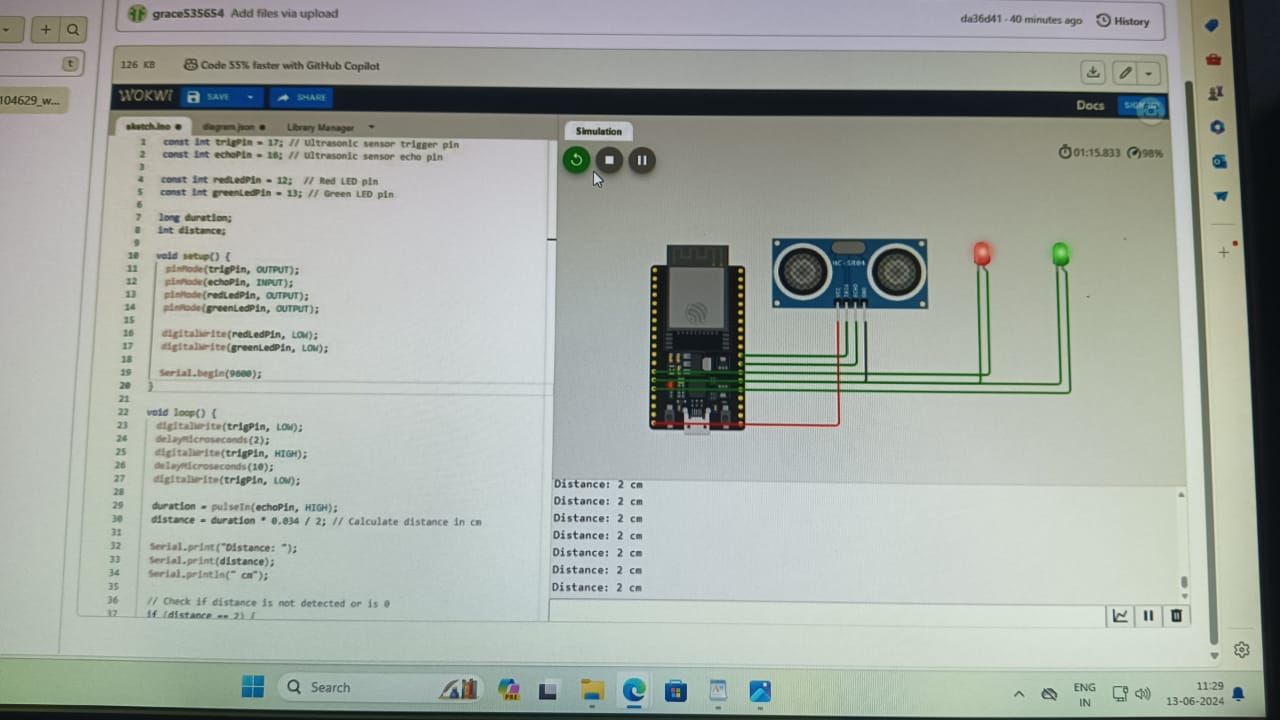 grace535654 Add files via upload
da36d41 · 40 minutes ago
History
t
126 KB
Code 55% faster with GitHub Copilot
104629_w...
WOKWi
SAVE
SHARE
Docs
sketch.ino
diagram.json
Library Manager
Simulation
01:15.833
98%
1 const int trigPin = 17; // Ultrasonic sensor trigger pin
2 const int echoPin = 16; // Ultrasonic sensor echo pin
3
4 const int redLedPin = 12; // Red LED pin
5 const int greenLedPin = 13; // Green LED pin
6
7 long duration;
8 int distance;
9
10 void setup() {
11 pinMode(trigPin, OUTPUT);
12 pinMode(echoPin, INPUT);
13 pinMode(redLedPin, OUTPUT);
14 pinMode(greenLedPin, OUTPUT);
15
16 digitalWrite(redLedPin, LOW);
17 digitalWrite(greenLedPin, LOW);
18
19 Serial.begin(9600);
20 }
21
22 void loop() {
23 digitalWrite(trigPin, LOW);
24 delayMicroseconds(2);
25 digitalWrite(trigPin, HIGH);
26 delayMicroseconds(10);
27 digitalWrite(trigPin, LOW);
28
29 duration = pulseIn(echoPin, HIGH);
30 distance = duration * 0.034 / 2; // Calculate distance in cm
31
32 Serial.print("Distance: ");
33 Serial.print(distance);
34 Serial.println(" cm");
35
36 // Check if distance is not detected or is 0
37 if (distance == 2) {
HC-SR04
Distance: 2 cm
Distance: 2 cm
Distance: 2 cm
Distance: 2 cm
Distance: 2 cm
Distance: 2 cm
Distance: 2 cm
Search
PRE
ENG
IN
11:29
13-06-2024